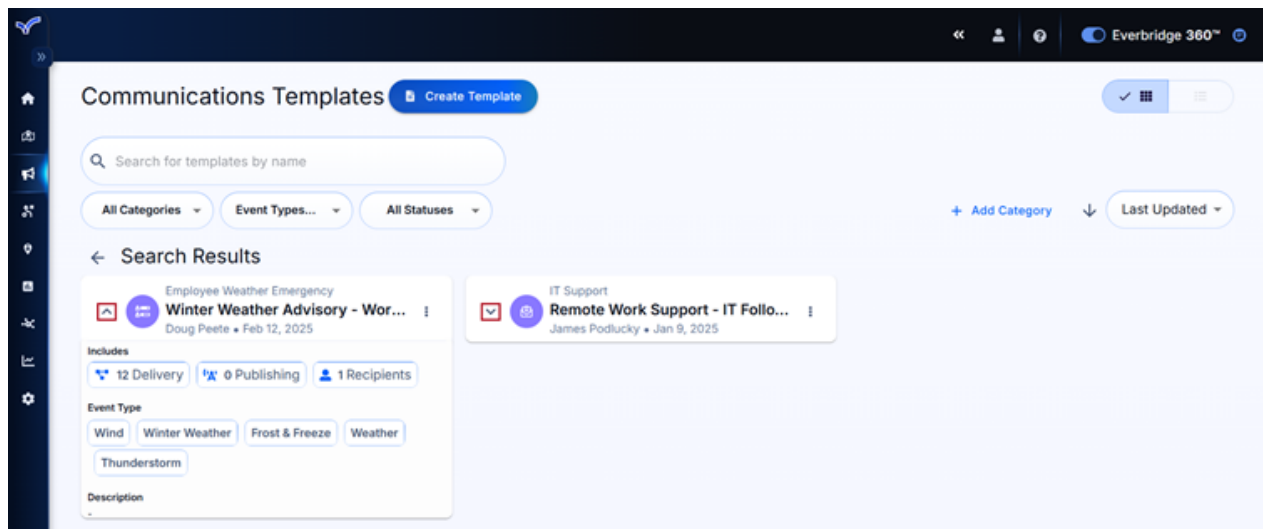 Everbridge 360™
Communications Templates
Create Template
Search for templates by name
All Categories
Event Types...
All Statuses
+ Add Category
Last Updated
Search Results
Employee Weather Emergency
Winter Weather Advisory - Wor...
Doug Peete • Feb 12, 2025
IT Support
Remote Work Support - IT Follo...
James Podlucky • Jan 9, 2025
Includes
12 Delivery
0 Publishing
1 Recipients
Event Type
Wind
Winter Weather
Frost & Freeze
Weather
Thunderstorm
Description
-